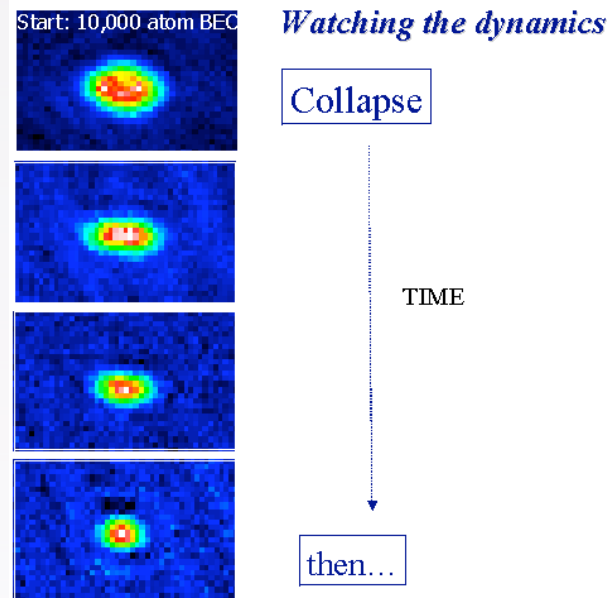 Start: 10,000 atom BEC
Watching the dynamics
Collapse
TIME
then...